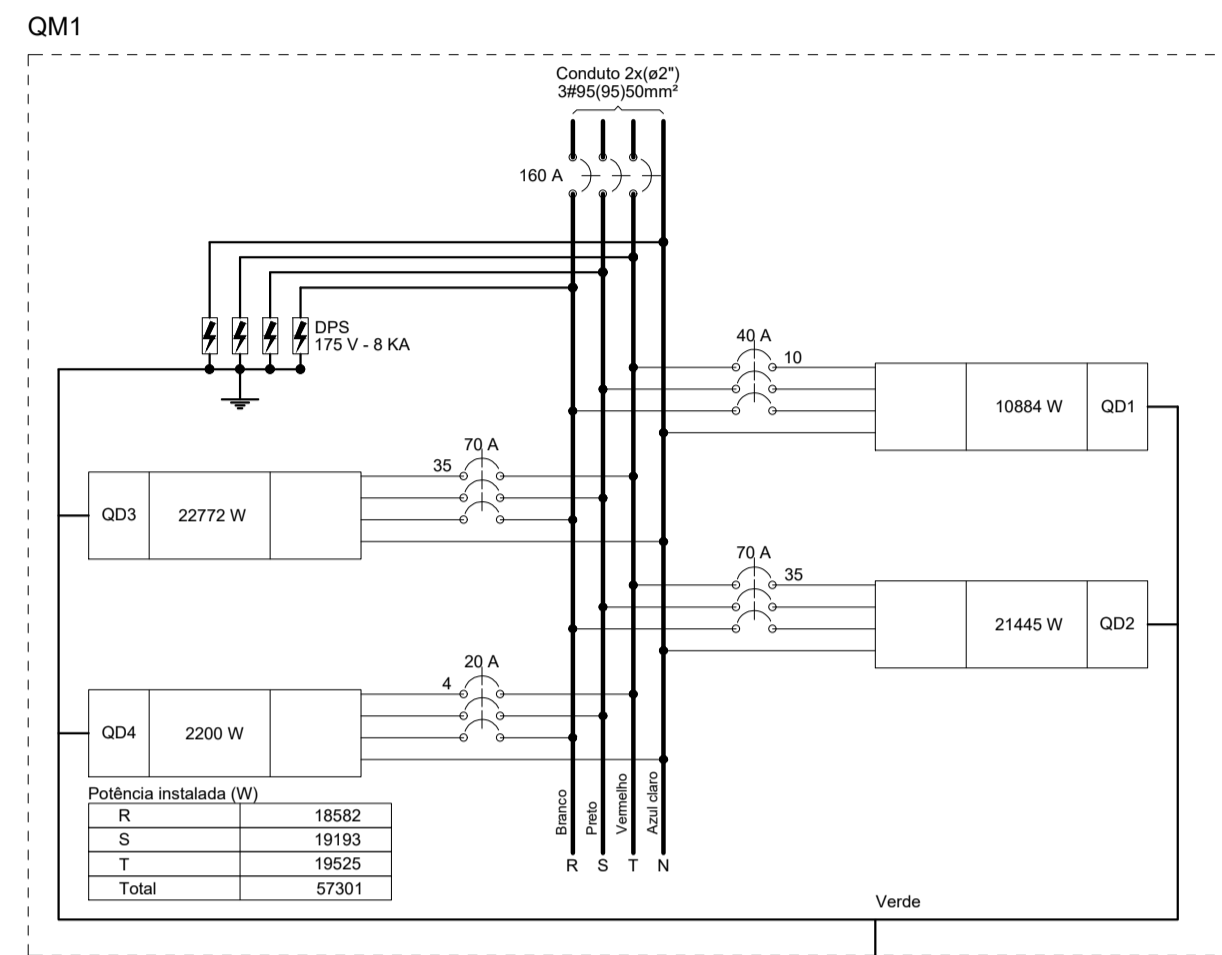 QM1
Conduto 2x(ø2")
3#95(95)50mm²
160 A
DPS
175 V - 8 KA
40 A
10
10884 W
QD1
70 A
35
QD3
22772 W
70 A
35
21445 W
QD2
20 A
4
QD4
2200 W
Potência instalada (W)
R 18582
S 19193
T 19525
Total 57301
Branco
Preto
Vermelho
Azul claro
R S T N
Verde